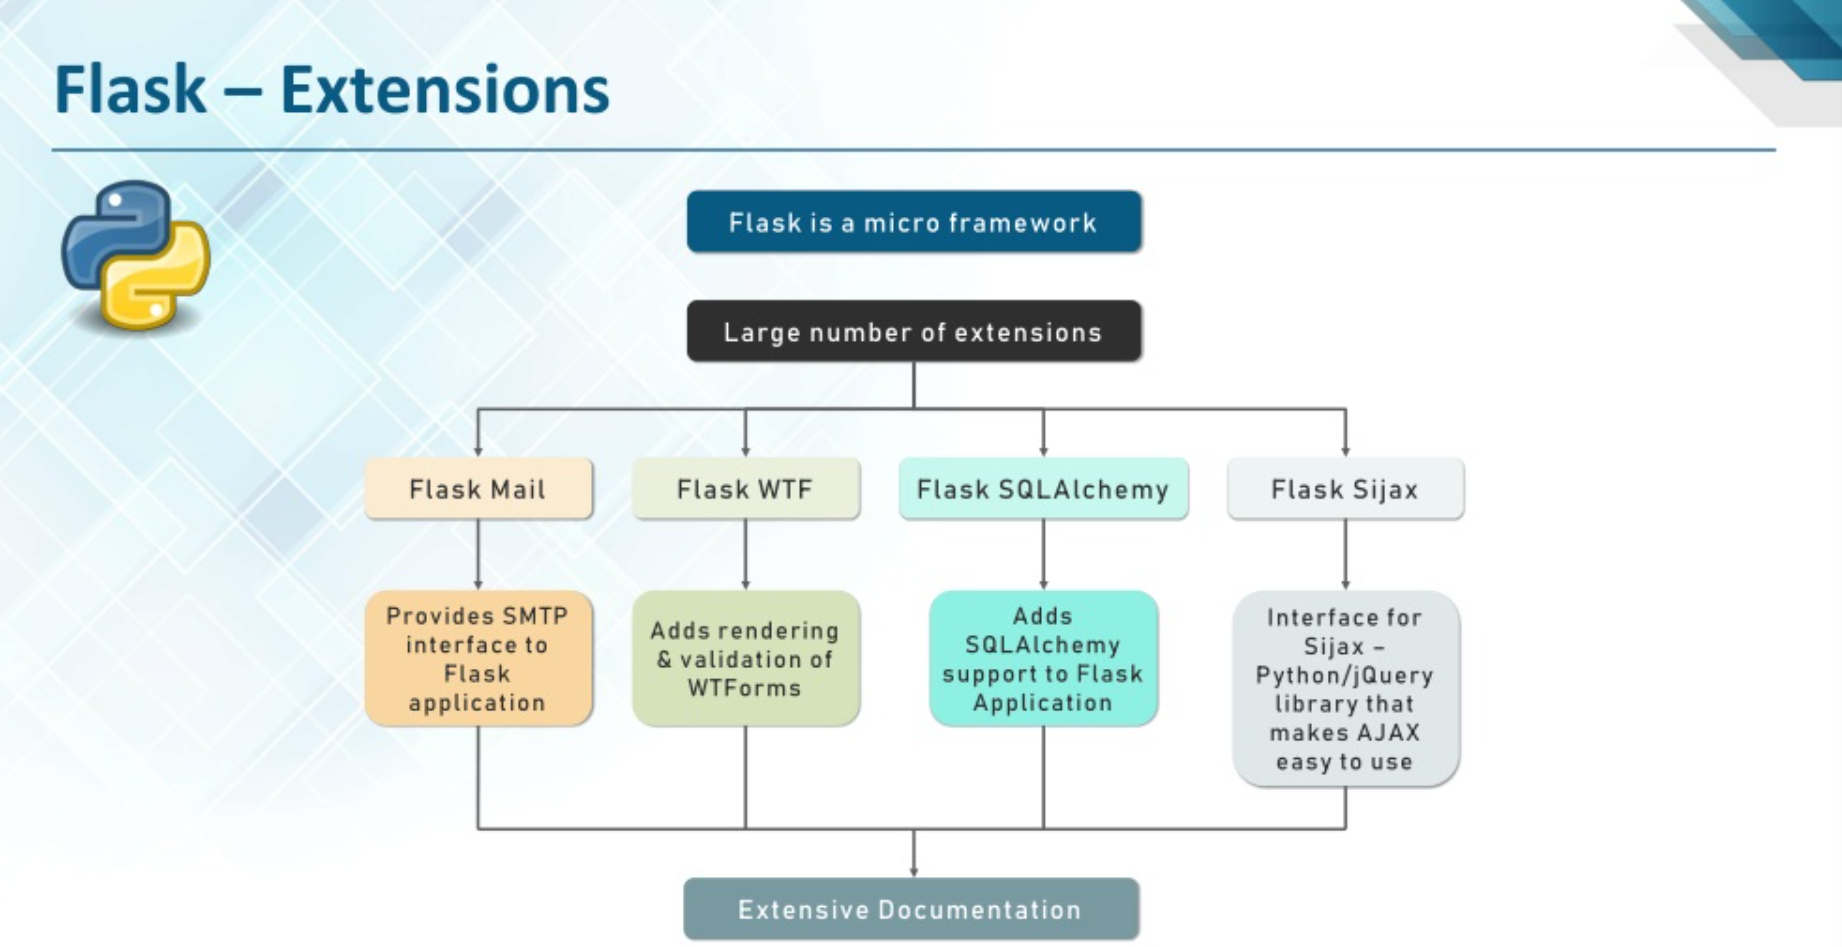 Flask – Extensions
Flask is a micro framework
Large number of extensions
Flask Mail
Flask WTF
Flask SQLAlchemy
Flask Sijax
Provides SMTP
interface to
Flask
application
Adds rendering
& validation of
WTForms
Adds
SQLAlchemy
support to Flask
Application
Interface for
Sijax –
Python/jQuery
library that
makes AJAX
easy to use
Extensive Documentation